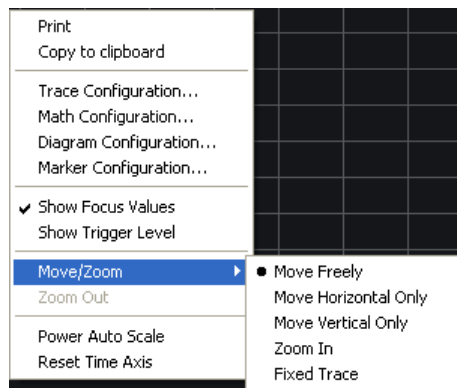 Print
Copy to clipboard
Trace Configuration...
Math Configuration...
Diagram Configuration...
Marker Configuration...
Show Focus Values
Show Trigger Level
Move/Zoom
Zoom Out
Power Auto Scale
Reset Time Axis
Move Freely
Move Horizontal Only
Move Vertical Only
Zoom In
Fixed Trace